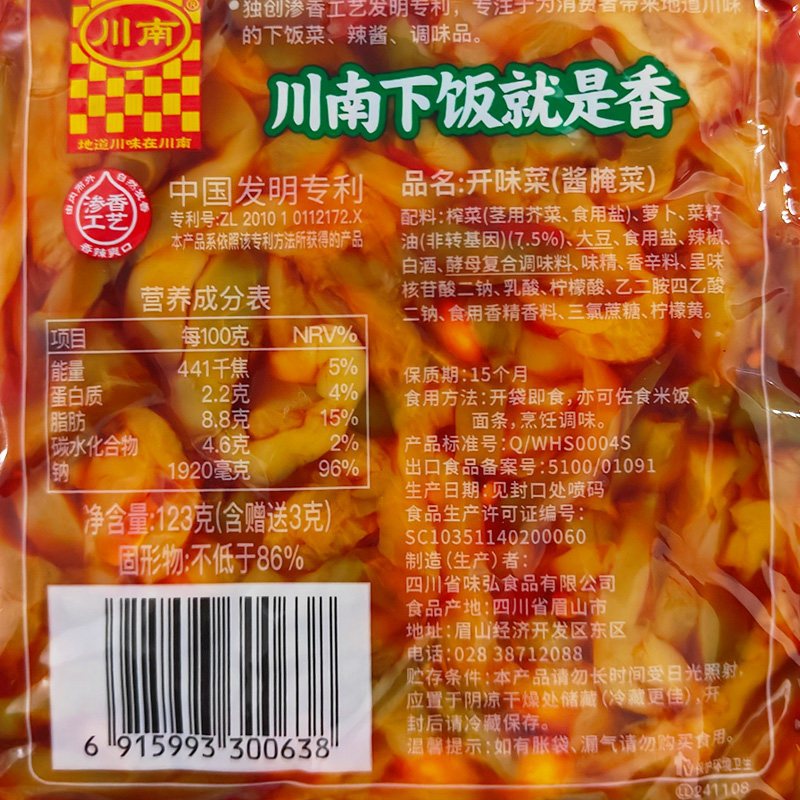 川南®
地道川味在川南
独创渗香工艺发明专利，专注于为消费者带来地道川味
的下饭菜、辣酱、调味品。
川南下饭就是香
由内而外 自然发香
渗香
工艺
香辣爽口
中国发明专利
专利号:ZL 2010 1 0112172.X
本产品系依照该专利方法所获得的产品
营养成分表
项目 每100克 NRV%
能量 441千焦 5%
蛋白质 2.2克 4%
脂肪 8.8克 15%
碳水化合物 4.6克 2%
钠 1920毫克 96%
净含量:123克(含赠送3克)
固形物:不低于86%
6 915993 300638
品名:开味菜(酱腌菜)
配料:榨菜(茎用芥菜、食用盐)、萝卜、菜籽
油(非转基因)(7.5%)、大豆、食用盐、辣椒、
白酒、酵母复合调味料、味精、香辛料、呈味
核苷酸二钠、乳酸、柠檬酸、乙二胺四乙酸
二钠、食用香精香料、三氯蔗糖、柠檬黄。
保质期:15个月
食用方法:开袋即食,亦可佐食米饭、
面条,烹饪调味。
产品标准号:Q/WHS0004S
出口食品备案号:5100/01091
生产日期:见封口处喷码
食品生产许可证编号:
SC10351140200060
制造(生产)者:
四川省味弘食品有限公司
食品产地:四川省眉山市
地址:眉山经济开发区东区
电话:028 38712088
贮存条件:本产品请勿长时间受日光照射,
应置于阴凉干燥处储藏(冷藏更佳),开
封后请冷藏保存。
温馨提示:如有胀袋、漏气请勿购买食用。
保护环境卫生
LD241108